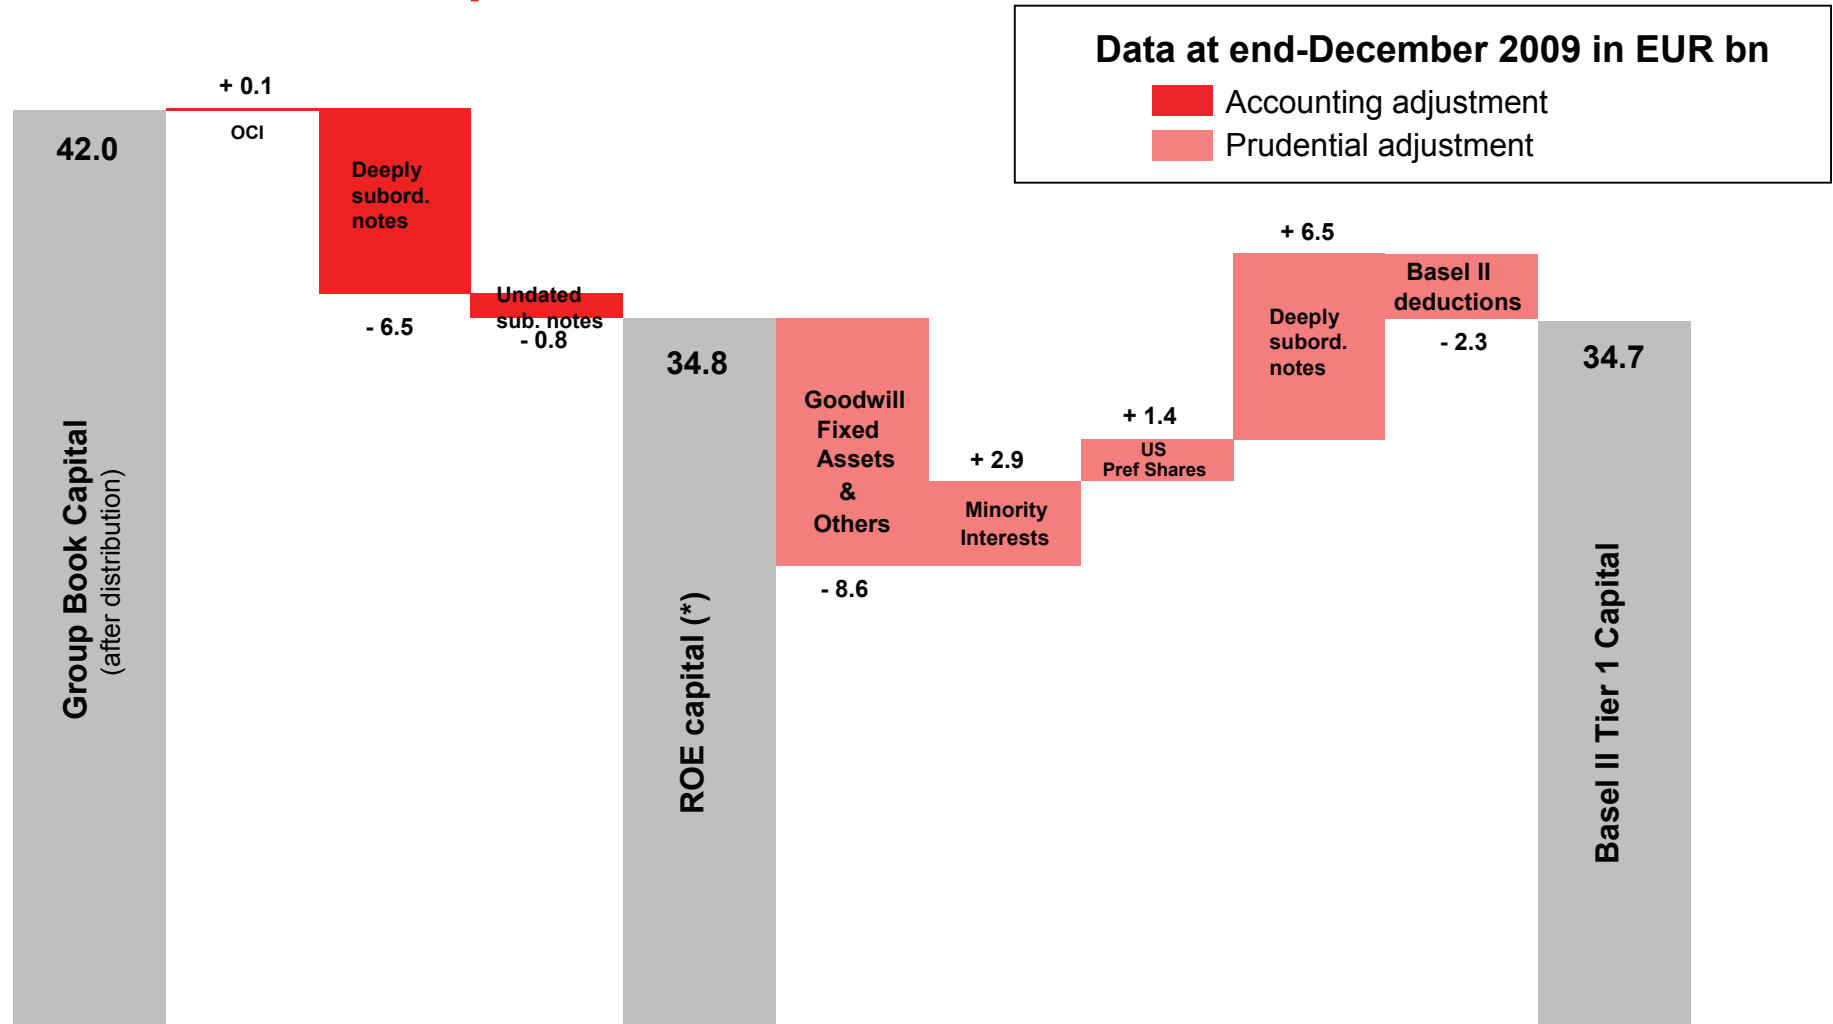 Data at end-December 2009 in EUR bn
Accounting adjustment
Prudential adjustment
42.0
Group Book Capital
(after distribution)
+ 0.1
OCI
Deeply
subord.
notes
- 6.5
Undated
sub. notes
- 0.8
34.8
ROE capital (*)
Goodwill
Fixed
Assets
&
Others
- 8.6
+ 2.9
Minority
Interests
+ 1.4
US
Pref Shares
+ 6.5
Deeply
subord.
notes
Basel II
deductions
- 2.3
34.7
Basel II Tier 1 Capital